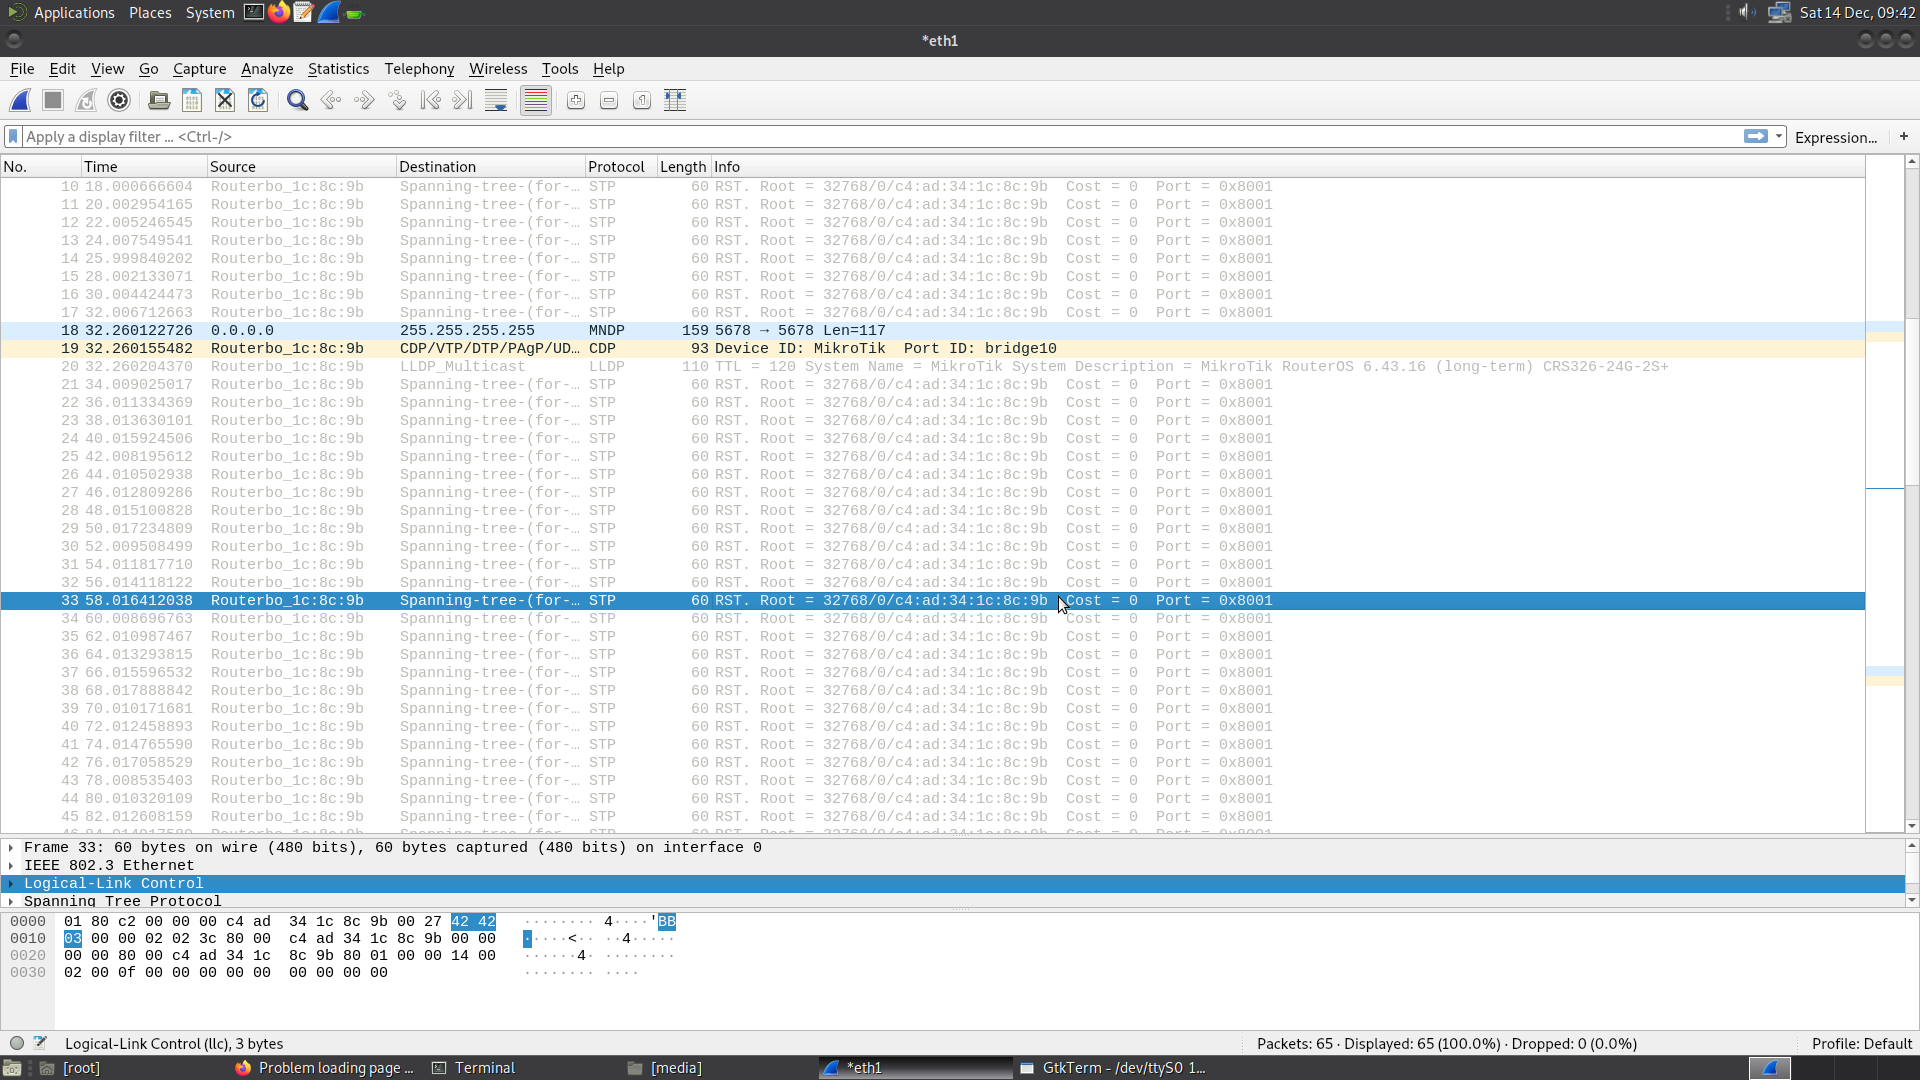 Applications Places System Sat 14 Dec, 09:42
*eth1
File Edit View Go Capture Analyze Statistics Telephony Wireless Tools Help
Apply a display filter ... <Ctrl-/> Expression... +
No. Time Source Destination Protocol Length Info
10 18.000666604 Routerbo_1c:8c:9b Spanning-tree-(for-… STP 60 RST. Root = 32768/0/c4:ad:34:1c:8c:9b Cost = 0 Port = 0x8001
11 20.002954165 Routerbo_1c:8c:9b Spanning-tree-(for-… STP 60 RST. Root = 32768/0/c4:ad:34:1c:8c:9b Cost = 0 Port = 0x8001
12 22.005246545 Routerbo_1c:8c:9b Spanning-tree-(for-… STP 60 RST. Root = 32768/0/c4:ad:34:1c:8c:9b Cost = 0 Port = 0x8001
13 24.007549541 Routerbo_1c:8c:9b Spanning-tree-(for-… STP 60 RST. Root = 32768/0/c4:ad:34:1c:8c:9b Cost = 0 Port = 0x8001
14 25.999840202 Routerbo_1c:8c:9b Spanning-tree-(for-… STP 60 RST. Root = 32768/0/c4:ad:34:1c:8c:9b Cost = 0 Port = 0x8001
15 28.002133071 Routerbo_1c:8c:9b Spanning-tree-(for-… STP 60 RST. Root = 32768/0/c4:ad:34:1c:8c:9b Cost = 0 Port = 0x8001
16 30.004424473 Routerbo_1c:8c:9b Spanning-tree-(for-… STP 60 RST. Root = 32768/0/c4:ad:34:1c:8c:9b Cost = 0 Port = 0x8001
17 32.006712663 Routerbo_1c:8c:9b Spanning-tree-(for-… STP 60 RST. Root = 32768/0/c4:ad:34:1c:8c:9b Cost = 0 Port = 0x8001
18 32.260122726 0.0.0.0 255.255.255.255 MNDP 159 5678 → 5678 Len=117
19 32.260155482 Routerbo_1c:8c:9b CDP/VTP/DTP/PAgP/UD… CDP 93 Device ID: MikroTik Port ID: bridge10
20 32.260204370 Routerbo_1c:8c:9b LLDP_Multicast LLDP 110 TTL = 120 System Name = MikroTik System Description = MikroTik RouterOS 6.43.16 (long-term) CRS326-24G-2S+
21 34.009025017 Routerbo_1c:8c:9b Spanning-tree-(for-… STP 60 RST. Root = 32768/0/c4:ad:34:1c:8c:9b Cost = 0 Port = 0x8001
22 36.011334369 Routerbo_1c:8c:9b Spanning-tree-(for-… STP 60 RST. Root = 32768/0/c4:ad:34:1c:8c:9b Cost = 0 Port = 0x8001
23 38.013630101 Routerbo_1c:8c:9b Spanning-tree-(for-… STP 60 RST. Root = 32768/0/c4:ad:34:1c:8c:9b Cost = 0 Port = 0x8001
24 40.015924506 Routerbo_1c:8c:9b Spanning-tree-(for-… STP 60 RST. Root = 32768/0/c4:ad:34:1c:8c:9b Cost = 0 Port = 0x8001
25 42.008195612 Routerbo_1c:8c:9b Spanning-tree-(for-… STP 60 RST. Root = 32768/0/c4:ad:34:1c:8c:9b Cost = 0 Port = 0x8001
26 44.010502938 Routerbo_1c:8c:9b Spanning-tree-(for-… STP 60 RST. Root = 32768/0/c4:ad:34:1c:8c:9b Cost = 0 Port = 0x8001
27 46.012809286 Routerbo_1c:8c:9b Spanning-tree-(for-… STP 60 RST. Root = 32768/0/c4:ad:34:1c:8c:9b Cost = 0 Port = 0x8001
28 48.015100828 Routerbo_1c:8c:9b Spanning-tree-(for-… STP 60 RST. Root = 32768/0/c4:ad:34:1c:8c:9b Cost = 0 Port = 0x8001
29 50.017234809 Routerbo_1c:8c:9b Spanning-tree-(for-… STP 60 RST. Root = 32768/0/c4:ad:34:1c:8c:9b Cost = 0 Port = 0x8001
30 52.009508499 Routerbo_1c:8c:9b Spanning-tree-(for-… STP 60 RST. Root = 32768/0/c4:ad:34:1c:8c:9b Cost = 0 Port = 0x8001
31 54.011817710 Routerbo_1c:8c:9b Spanning-tree-(for-… STP 60 RST. Root = 32768/0/c4:ad:34:1c:8c:9b Cost = 0 Port = 0x8001
32 56.014118122 Routerbo_1c:8c:9b Spanning-tree-(for-… STP 60 RST. Root = 32768/0/c4:ad:34:1c:8c:9b Cost = 0 Port = 0x8001
33 58.016412038 Routerbo_1c:8c:9b Spanning-tree-(for-… STP 60 RST. Root = 32768/0/c4:ad:34:1c:8c:9b Cost = 0 Port = 0x8001
34 60.008696763 Routerbo_1c:8c:9b Spanning-tree-(for-… STP 60 RST. Root = 32768/0/c4:ad:34:1c:8c:9b Cost = 0 Port = 0x8001
35 62.010987467 Routerbo_1c:8c:9b Spanning-tree-(for-… STP 60 RST. Root = 32768/0/c4:ad:34:1c:8c:9b Cost = 0 Port = 0x8001
36 64.013293815 Routerbo_1c:8c:9b Spanning-tree-(for-… STP 60 RST. Root = 32768/0/c4:ad:34:1c:8c:9b Cost = 0 Port = 0x8001
37 66.015596532 Routerbo_1c:8c:9b Spanning-tree-(for-… STP 60 RST. Root = 32768/0/c4:ad:34:1c:8c:9b Cost = 0 Port = 0x8001
38 68.017888842 Routerbo_1c:8c:9b Spanning-tree-(for-… STP 60 RST. Root = 32768/0/c4:ad:34:1c:8c:9b Cost = 0 Port = 0x8001
39 70.010171681 Routerbo_1c:8c:9b Spanning-tree-(for-… STP 60 RST. Root = 32768/0/c4:ad:34:1c:8c:9b Cost = 0 Port = 0x8001
40 72.012458893 Routerbo_1c:8c:9b Spanning-tree-(for-… STP 60 RST. Root = 32768/0/c4:ad:34:1c:8c:9b Cost = 0 Port = 0x8001
41 74.014765590 Routerbo_1c:8c:9b Spanning-tree-(for-… STP 60 RST. Root = 32768/0/c4:ad:34:1c:8c:9b Cost = 0 Port = 0x8001
42 76.017058529 Routerbo_1c:8c:9b Spanning-tree-(for-… STP 60 RST. Root = 32768/0/c4:ad:34:1c:8c:9b Cost = 0 Port = 0x8001
43 78.008535403 Routerbo_1c:8c:9b Spanning-tree-(for-… STP 60 RST. Root = 32768/0/c4:ad:34:1c:8c:9b Cost = 0 Port = 0x8001
44 80.010320109 Routerbo_1c:8c:9b Spanning-tree-(for-… STP 60 RST. Root = 32768/0/c4:ad:34:1c:8c:9b Cost = 0 Port = 0x8001
45 82.012608159 Routerbo_1c:8c:9b Spanning-tree-(for-… STP 60 RST. Root = 32768/0/c4:ad:34:1c:8c:9b Cost = 0 Port = 0x8001
Frame 33: 60 bytes on wire (480 bits), 60 bytes captured (480 bits) on interface 0
IEEE 802.3 Ethernet
Logical-Link Control
Spanning Tree Protocol
0000 01 80 c2 00 00 00 c4 ad 34 1c 8c 9b 00 27 42 42 ········ 4····'BB
0010 03 00 00 02 02 3c 80 00 c4 ad 34 1c 8c 9b 00 00 ·····<·· ··4·····
0020 00 00 80 00 c4 ad 34 1c 8c 9b 80 01 00 00 14 00 ······4· ········
0030 02 00 0f 00 00 00 00 00 00 00 00 00 ········ ····
Logical-Link Control (llc), 3 bytes Packets: 65 · Displayed: 65 (100.0%) · Dropped: 0 (0.0%) Profile: Default
[root] Problem loading page ... Terminal [media] *eth1 GtkTerm - /dev/ttyS0 1...